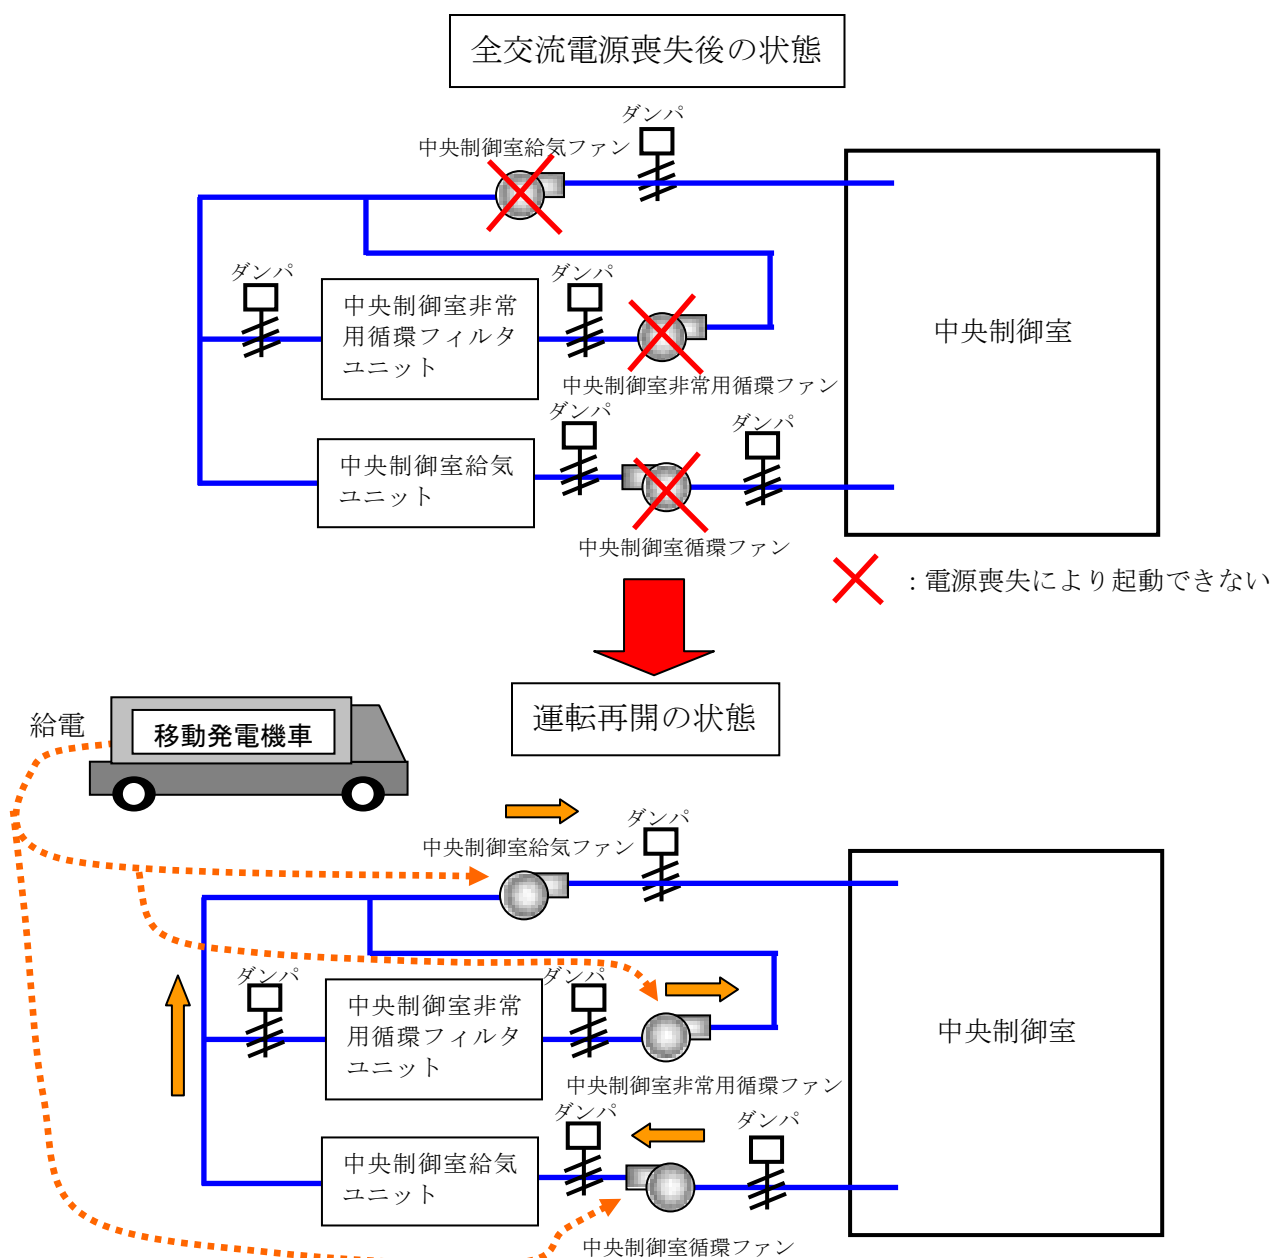 全交流電源喪失後の状態
ダンパ
中央制御室給気ファン
ダンパ
中央制御室非常
用循環フィルタ
ユニット
ダンパ
中央制御室非常用循環ファン
中央制御室
ダンパ
ダンパ
中央制御室給気
ユニット
中央制御室循環ファン
:電源喪失により起動できない
運転再開の状態
給電
移動発電機車
ダンパ
中央制御室給気ファン
ダンパ
中央制御室非常
用循環フィルタ
ユニット
ダンパ
中央制御室非常用循環ファン
中央制御室
ダンパ
ダンパ
中央制御室給気
ユニット
中央制御室循環ファン